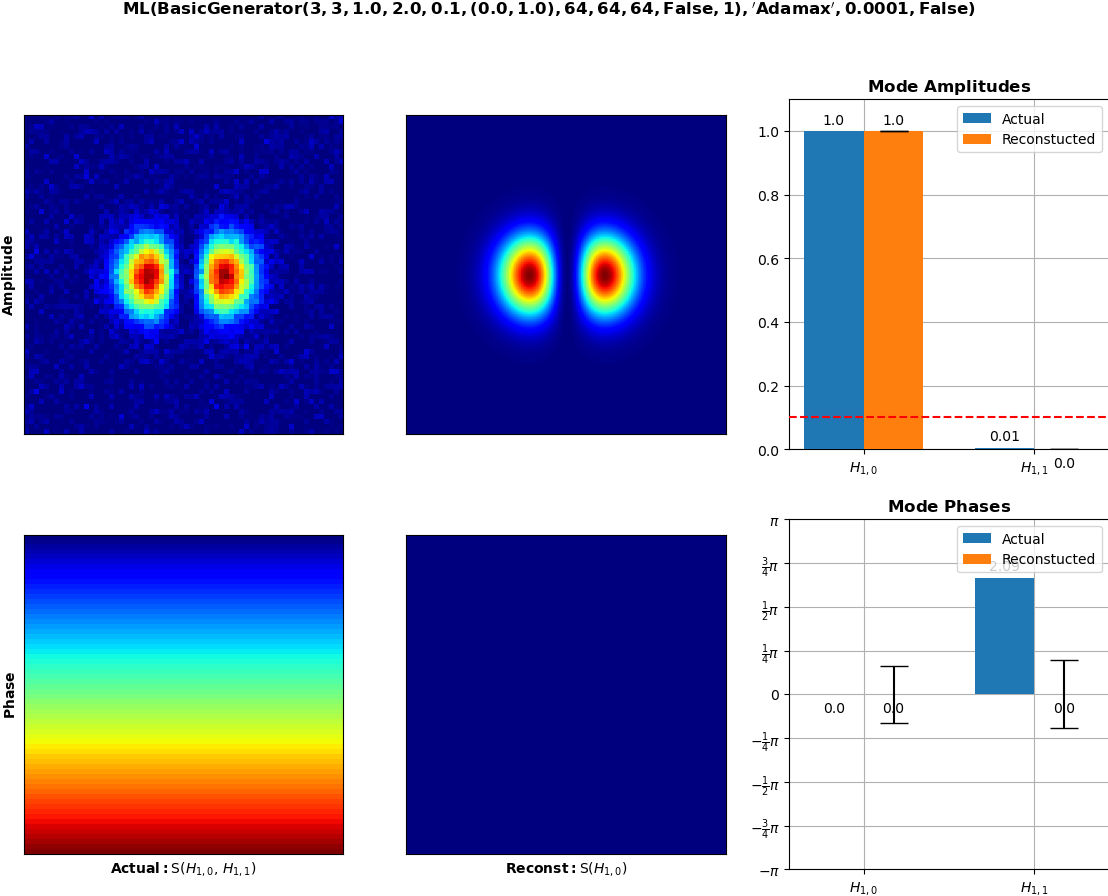 ML(BasicGenerator(3, 3, 1.0, 2.0, 0.1, (0.0, 1.0), 64, 64, 64, False, 1), ′Adamax′, 0.0001, False)
Amplitude
Mode Amplitudes
Actual
Reconstucted
1.0
1.0
0.01
0.0
1.0
0.8
0.6
0.4
0.2
0.0
H1,0
H1,1
Phase
Actual: S(H1,0, H1,1)
Reconst: S(H1,0)
Mode Phases
Actual
Reconstucted
2.09
0.0
0.0
0.0
π
3/4π
1/2π
1/4π
0
−1/4π
−1/2π
−3/4π
−π
H1,0
H1,1